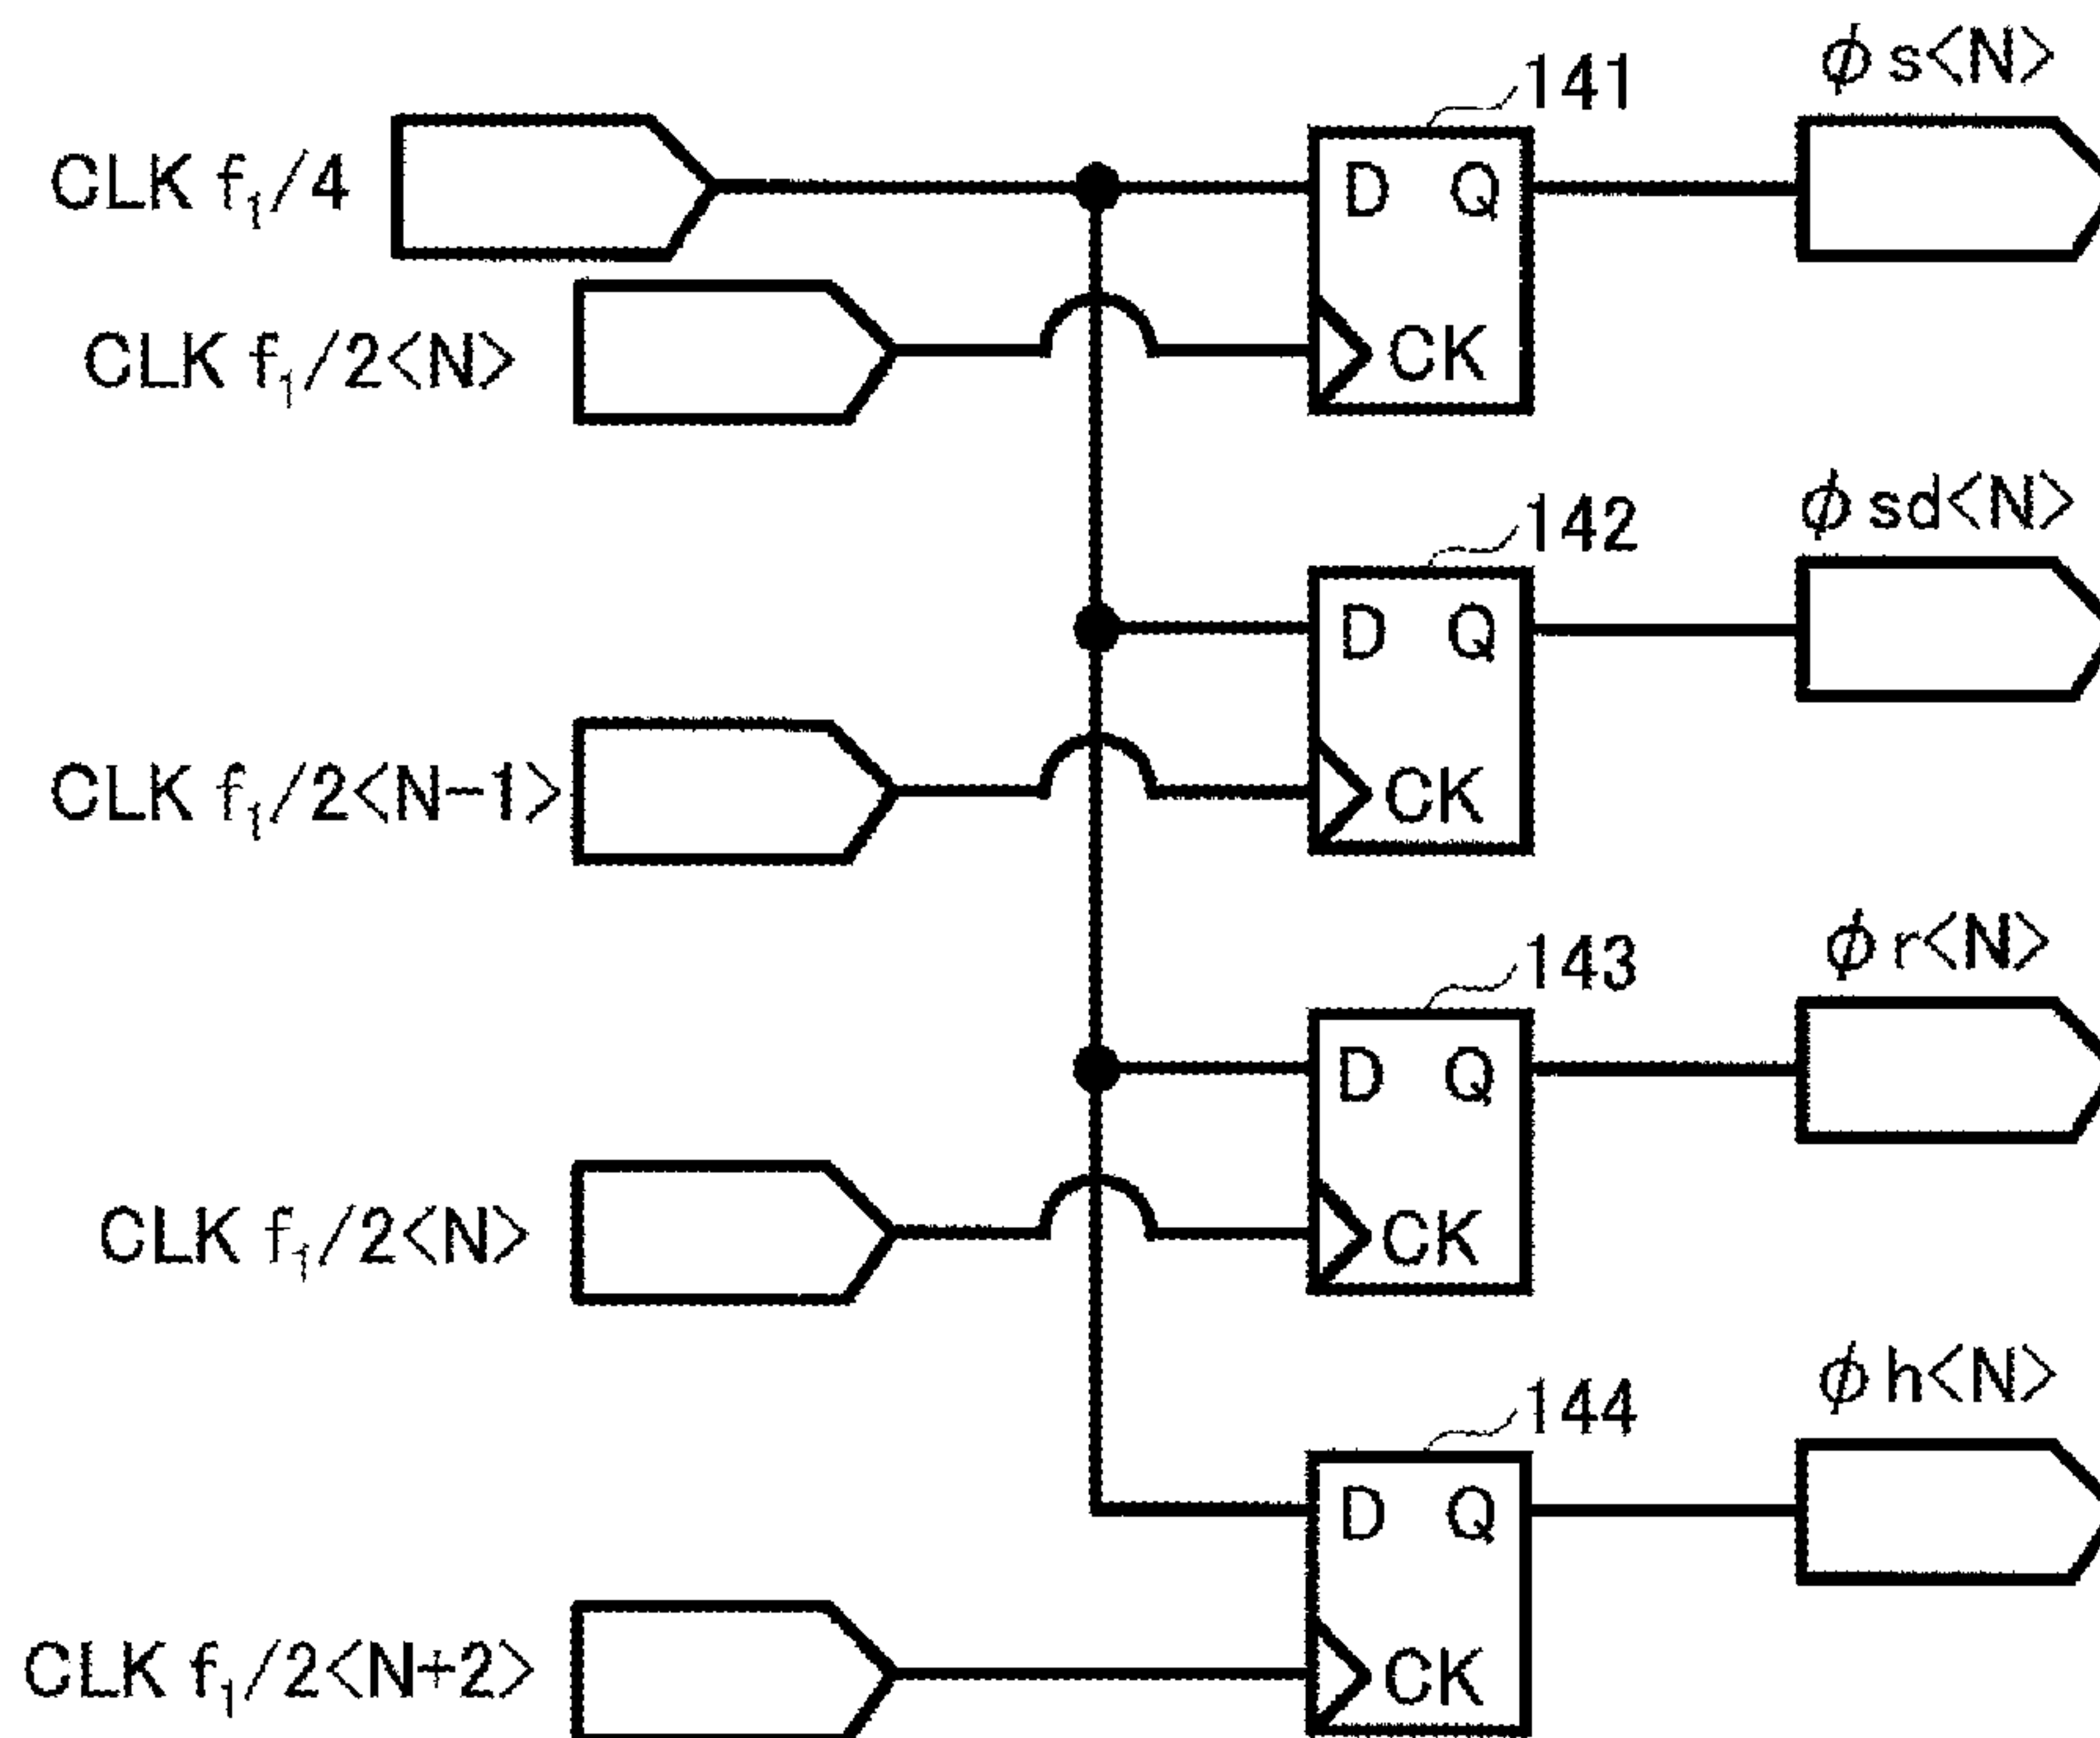 CLK f₁/4
141
D Q
CK
ϕs<N>
CLK f₁/2<N>
142
D Q
CK
ϕsd<N>
CLK f₁/2<N-1>
143
D Q
CK
ϕr<N>
CLK f₁/2<N>
144
D Q
CK
ϕh<N>
CLK f₁/2<N+2>